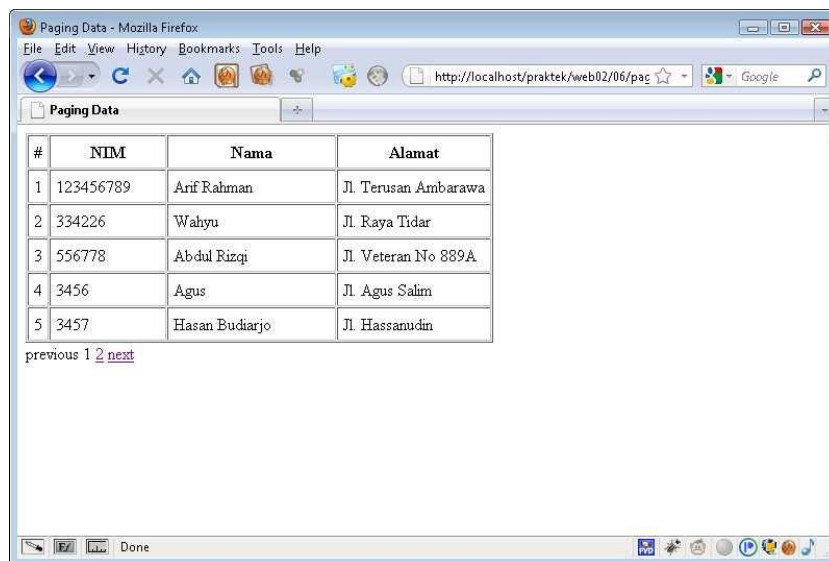 Paging Data - Mozilla Firefox
File Edit View History Bookmarks Tools Help
http://localhost/praktek/web02/06/pag Google
Paging Data
# NIM Nama Alamat
1 123456789 Arif Rahman Jl. Terusan Ambarawa
2 334226 Wahyu Jl. Raya Tidar
3 556778 Abdul Rizqi Jl. Veteran No 889A
4 3456 Agus Jl. Agus Salim
5 3457 Hasan Budiarjo Jl. Hassanudin
previous 1 2 next
Done